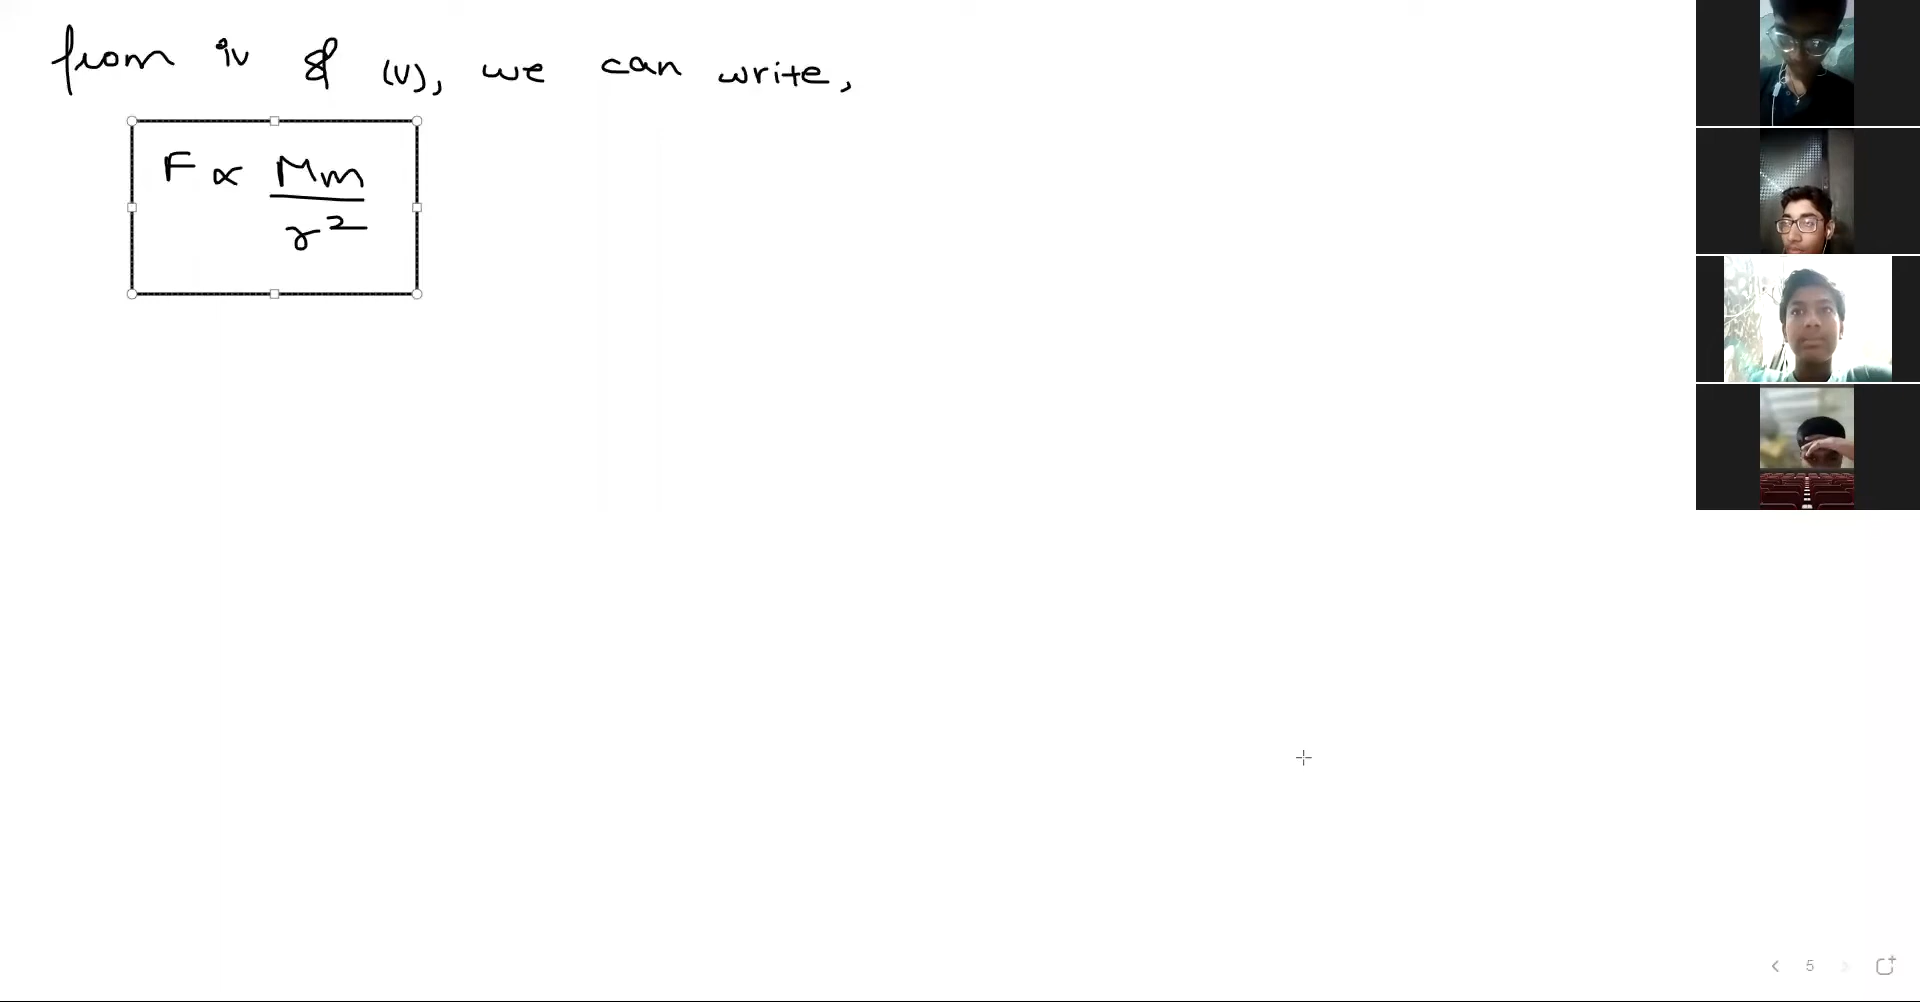 from iv & (v), we can write,
F ∝ Mm
r²
5